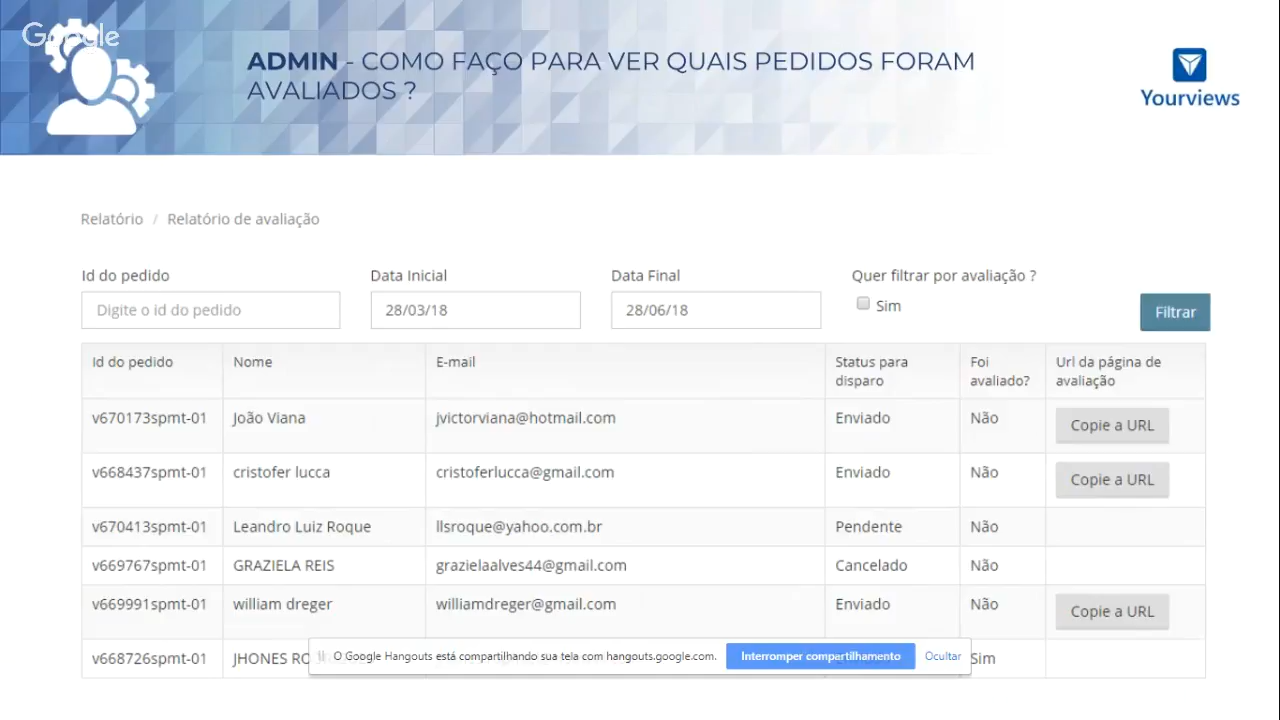 Google
ADMIN - COMO FAÇO PARA VER QUAIS PEDIDOS FORAM
AVALIADOS ?
Yourviews
Relatório / Relatório de avaliação
Id do pedido Data Inicial Data Final Quer filtrar por avaliação ?
Digite o id do pedido 28/03/18 28/06/18 Sim Filtrar
Id do pedido Nome E-mail Status para disparo Foi avaliado? Url da página de avaliação
v670173spmt-01 João Viana jvictorviana@hotmail.com Enviado Não Copie a URL
v668437spmt-01 cristofer lucca cristoferlucca@gmail.com Enviado Não Copie a URL
v670413spmt-01 Leandro Luiz Roque llsroque@yahoo.com.br Pendente Não
v669767spmt-01 GRAZIELA REIS grazielaalves44@gmail.com Cancelado Não
v669991spmt-01 william dreger williamdreger@gmail.com Enviado Não Copie a URL
v668726spmt-01 JHONES Sim
O Google Hangouts está compartilhando sua tela com hangouts.google.com. Interromper compartilhamento Ocultar